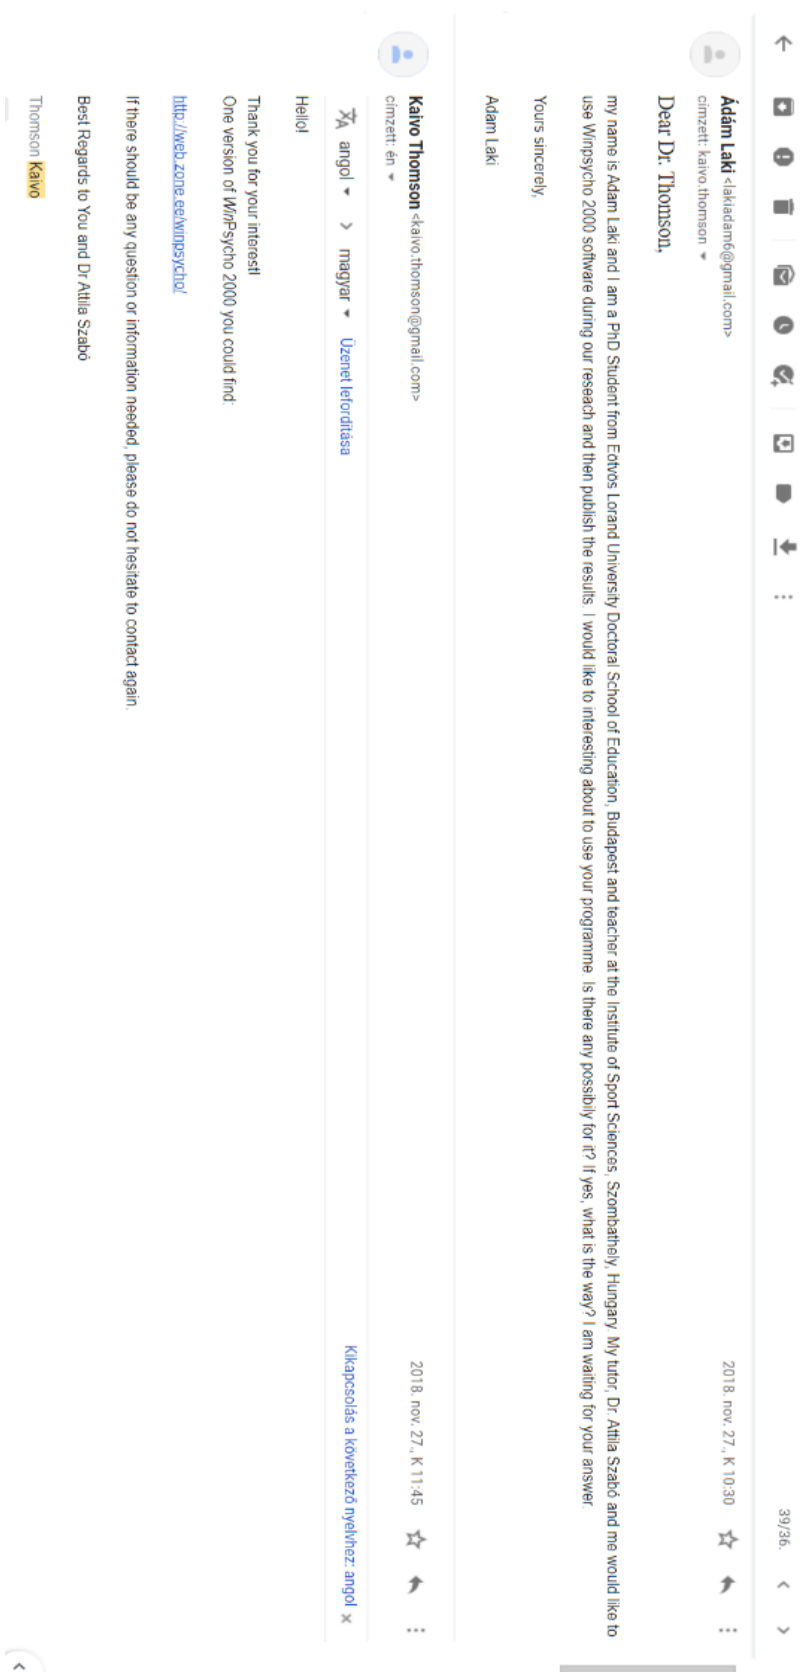 39/36.
Ádám Laki <lakiadam6@gmail.com>
2018. nov. 27., K 10:30
címzett: kaivo.thomson
Dear Dr. Thomson,
my name is Adam Laki and I am a PhD Student from Eötvös Lorand University Doctoral School of Education, Budapest and teacher at the Institute of Sport Sciences, Szombathely, Hungary. My tutor, Dr. Attila Szabó and me would like to
use Winpsycho 2000 software during our reseach and then publish the results. I would like to interesting about to use your programme. Is there any possibily for it? If yes, what is the way? I am waiting for your answer.
Yours sincerely,
Adam Laki
Kaivo Thomson <kaivo.thomson@gmail.com>
2018. nov. 27., K 11:45
címzett: én
angol
magyar
Üzenet lefordítása
Kikapcsolás a következő nyelvhez: angol
Hello!
Thank you for your interest!
One version of WinPsycho 2000 you could find:
http://web.zone.ee/winpsycho/
If there should be any question or information needed, please do not hesitate to contact again.
Best Regards to You and Dr Attila Szabó
Thomson Kaivo